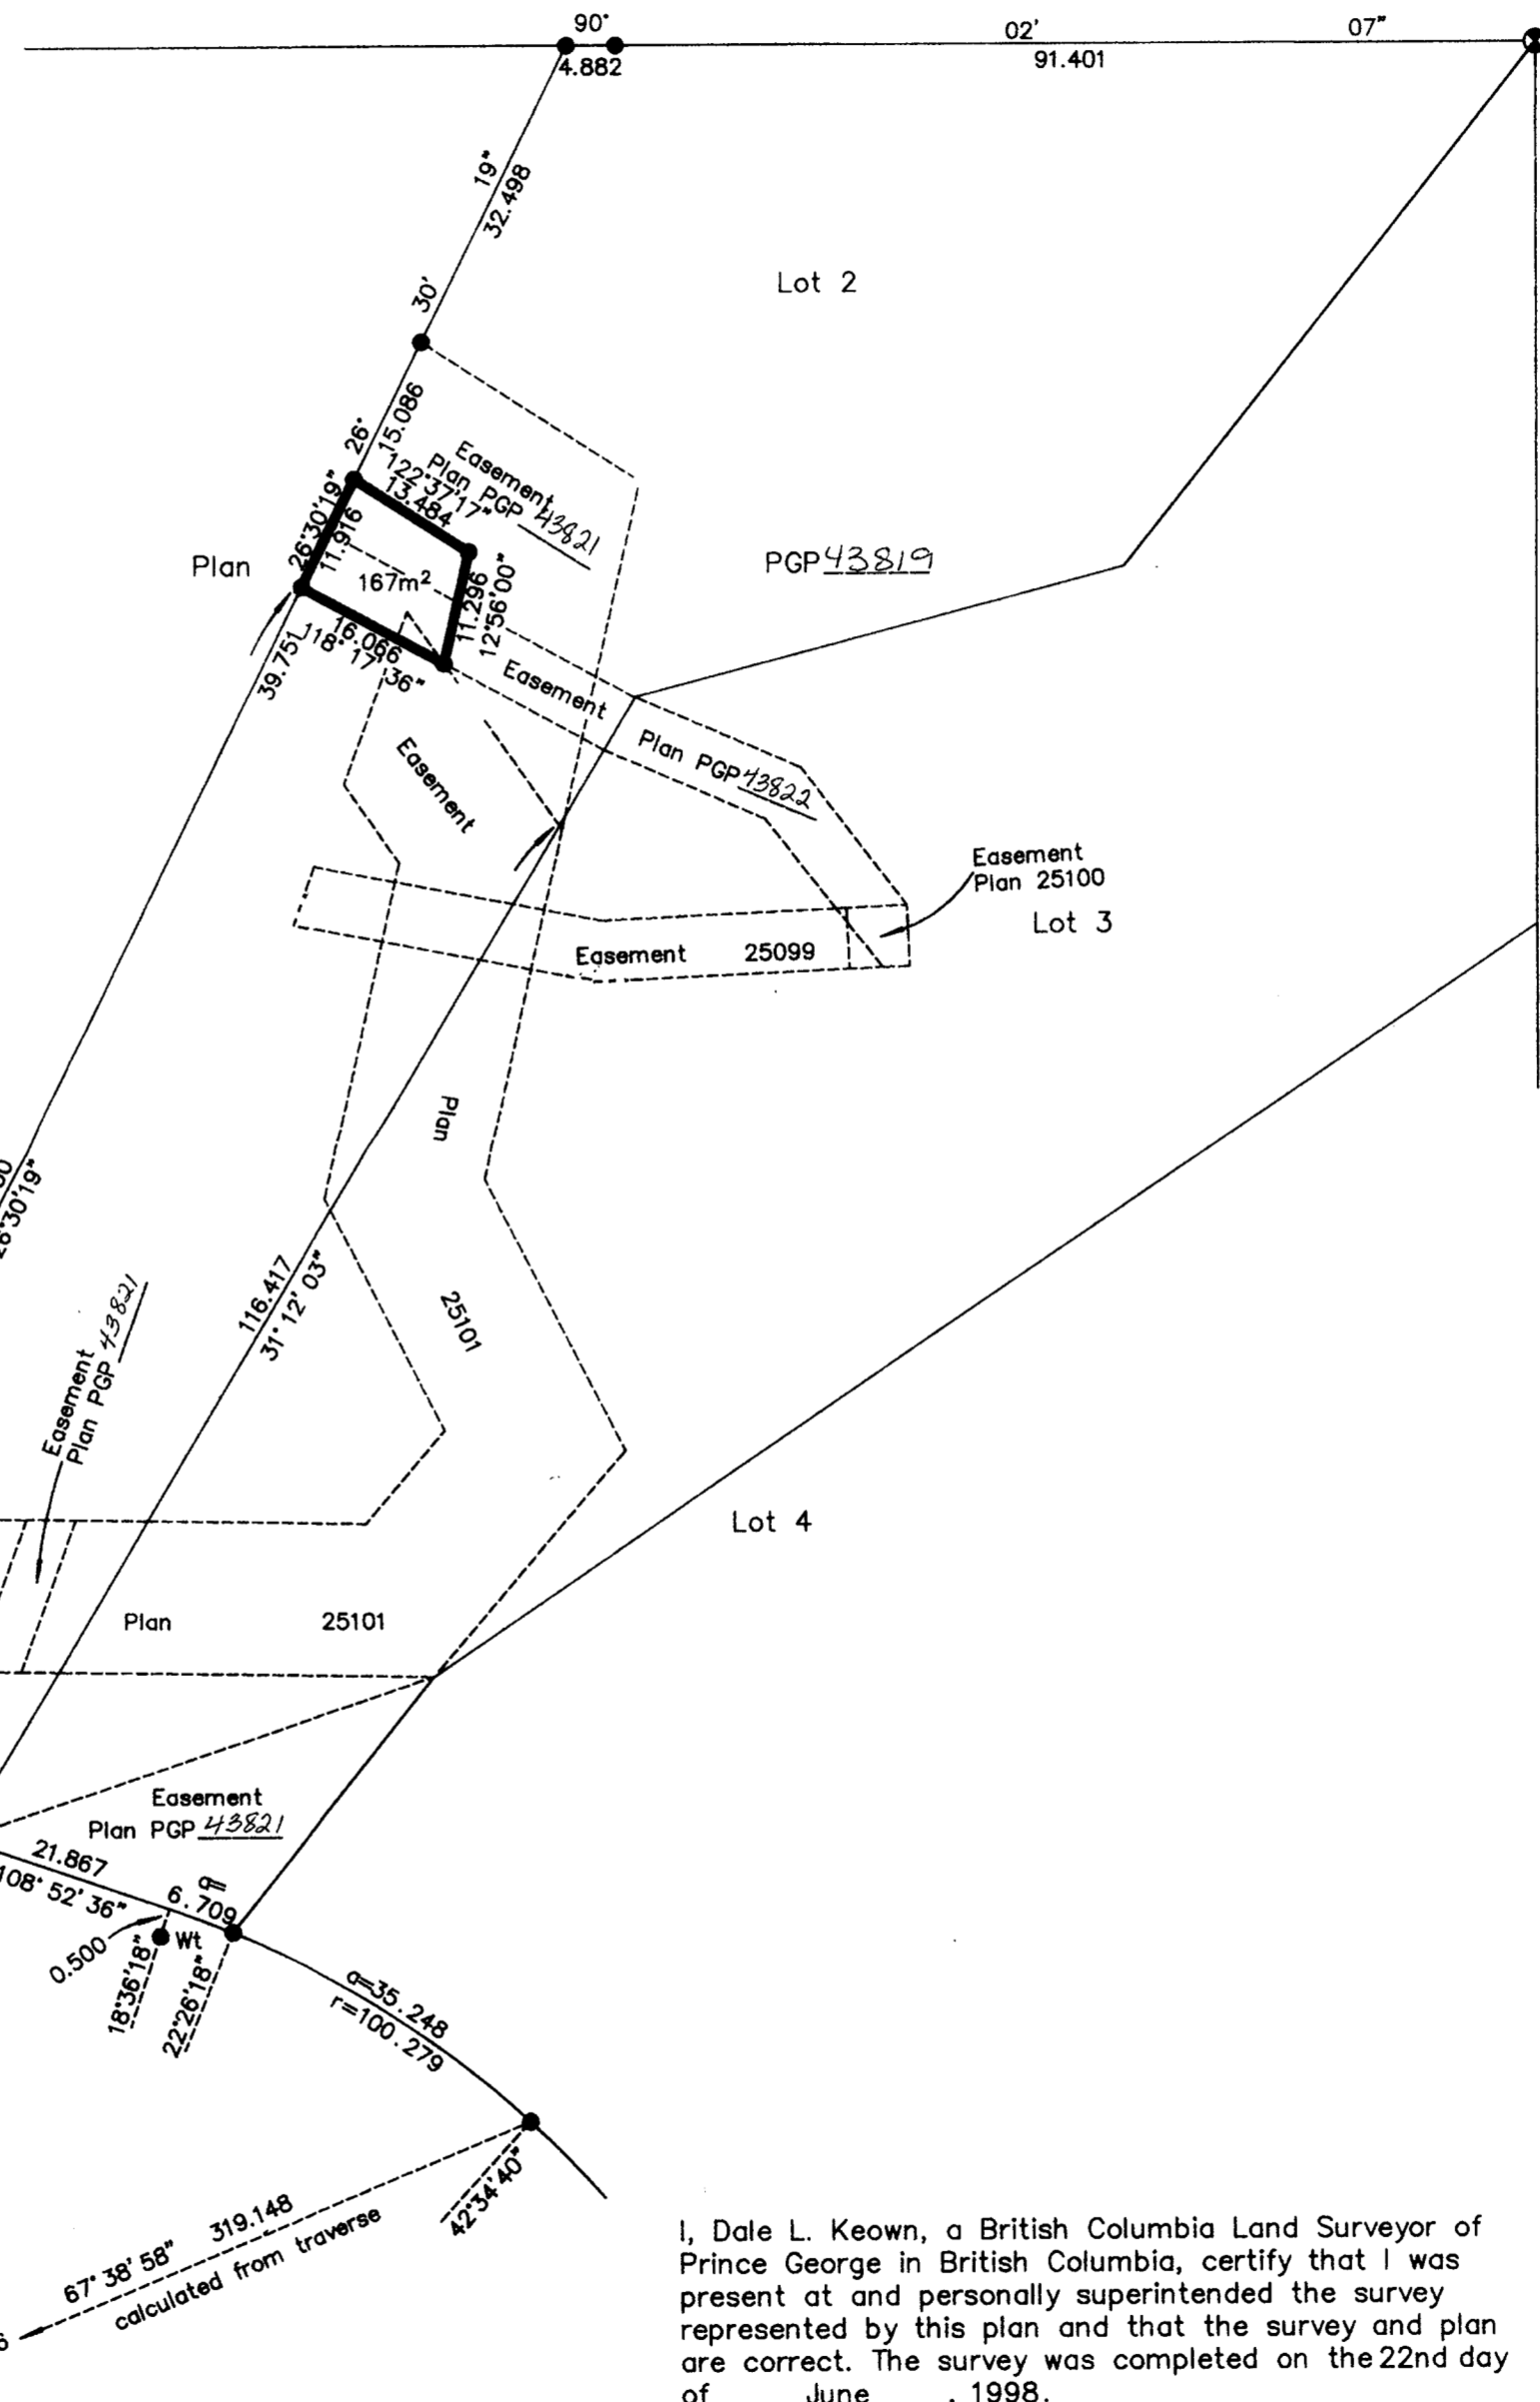 90° 02' 07"
4.882 91.401
19"
32.498
Lot 2
30'
26°
15.086
Easement
Plan PGP 43821
122°37'17"
13.484
26°30'19"
11.916
Plan
167m²
PGP 43819
11.296
12°56'00"
16.066
118° 17' 36"
39.751
Easement
Plan PGP 43822
Easement
Easement
Plan 25100
Lot 3
Easement 25099
Plan
26°30'19"
116.417
31° 12' 03"
25101
Easement
Plan PGP 43821
Lot 4
Plan 25101
Easement
Plan PGP 43821
21.867
108° 52' 36"
a=
6.709
0.500
Wt
18°36'18"
22°26'18"
a=35.248
r=100.279
42°34'40"
67° 38' 58" 319.148
calculated from traverse
I, Dale L. Keown, a British Columbia Land Surveyor of
Prince George in British Columbia, certify that I was
present at and personally superintended the survey
represented by this plan and that the survey and plan
are correct. The survey was completed on the 22nd day
of June , 1998.